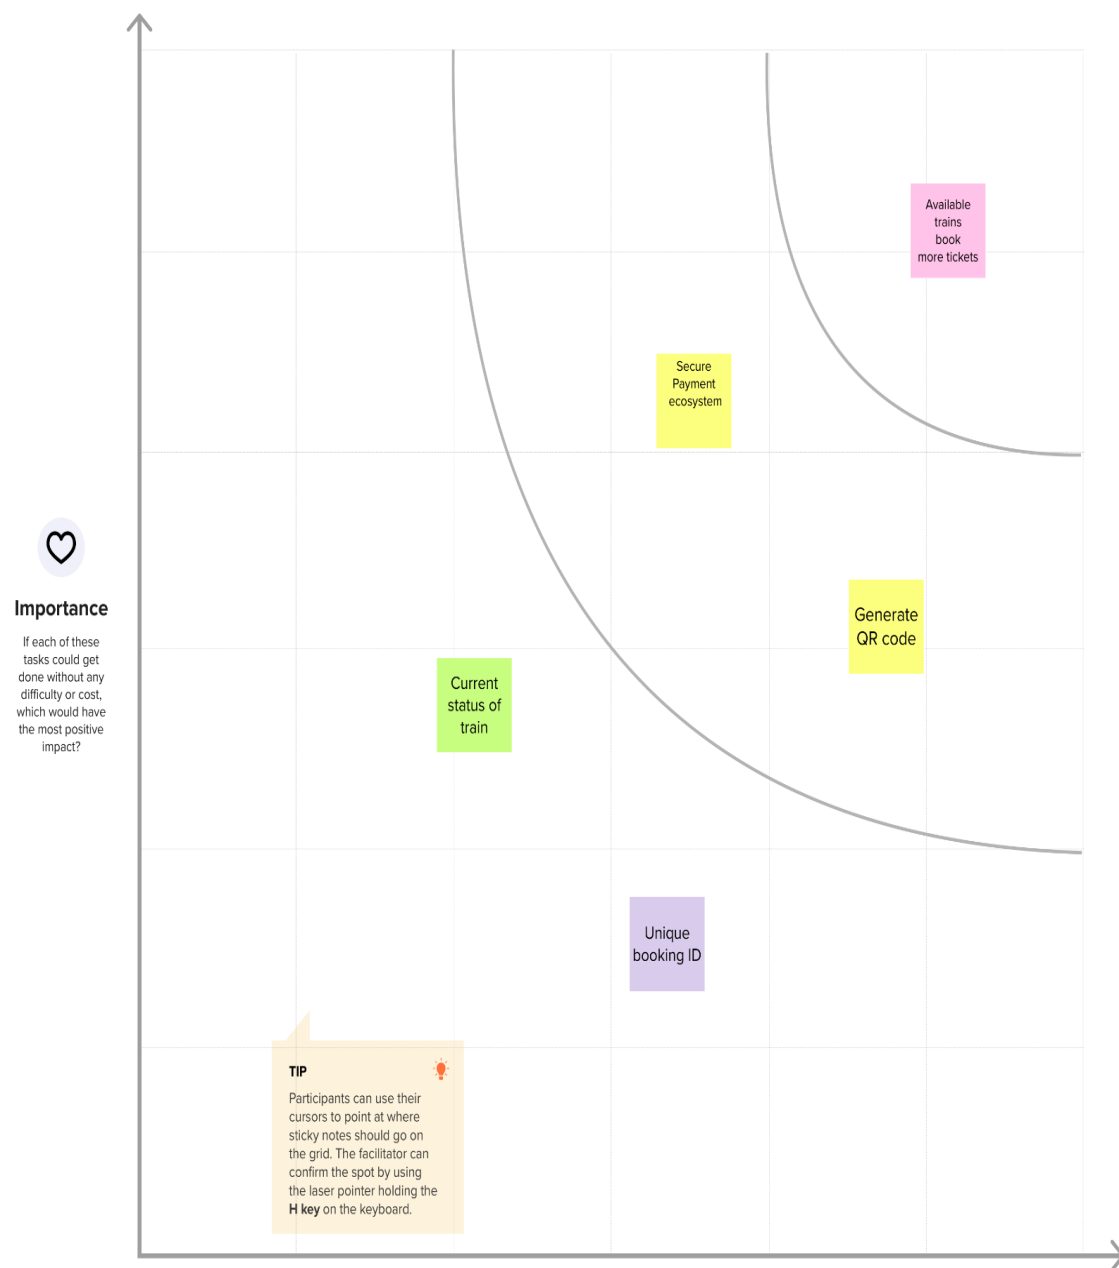 Available
trains
book
more tickets
Secure
Payment
ecosystem
Generate
QR code
Importance
If each of these
tasks could get
done without any
difficulty or cost,
which would have
the most positive
impact?
Current
status of
train
Unique
booking ID
TIP
Participants can use their
cursors to point at where
sticky notes should go on
the grid. The facilitator can
confirm the spot by using
the laser pointer holding the
H key on the keyboard.